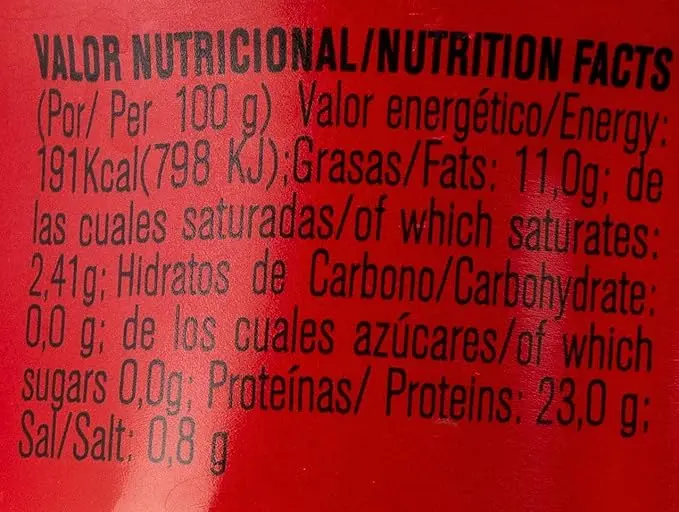 VALOR NUTRICIONAL/NUTRITION FACTS
(Por/ Per 100 g) Valor energético/Energy:
191Kcal(798 KJ);Grasas/Fats: 11,0g; de
las cuales saturadas/of which saturates:
2,41g; Hidratos de Carbono/Carbohydrate:
0,0 g; de los cuales azúcares/of which
sugars 0,0g; Proteínas/ Proteins: 23,0 g;
Sal/Salt: 0,8 g